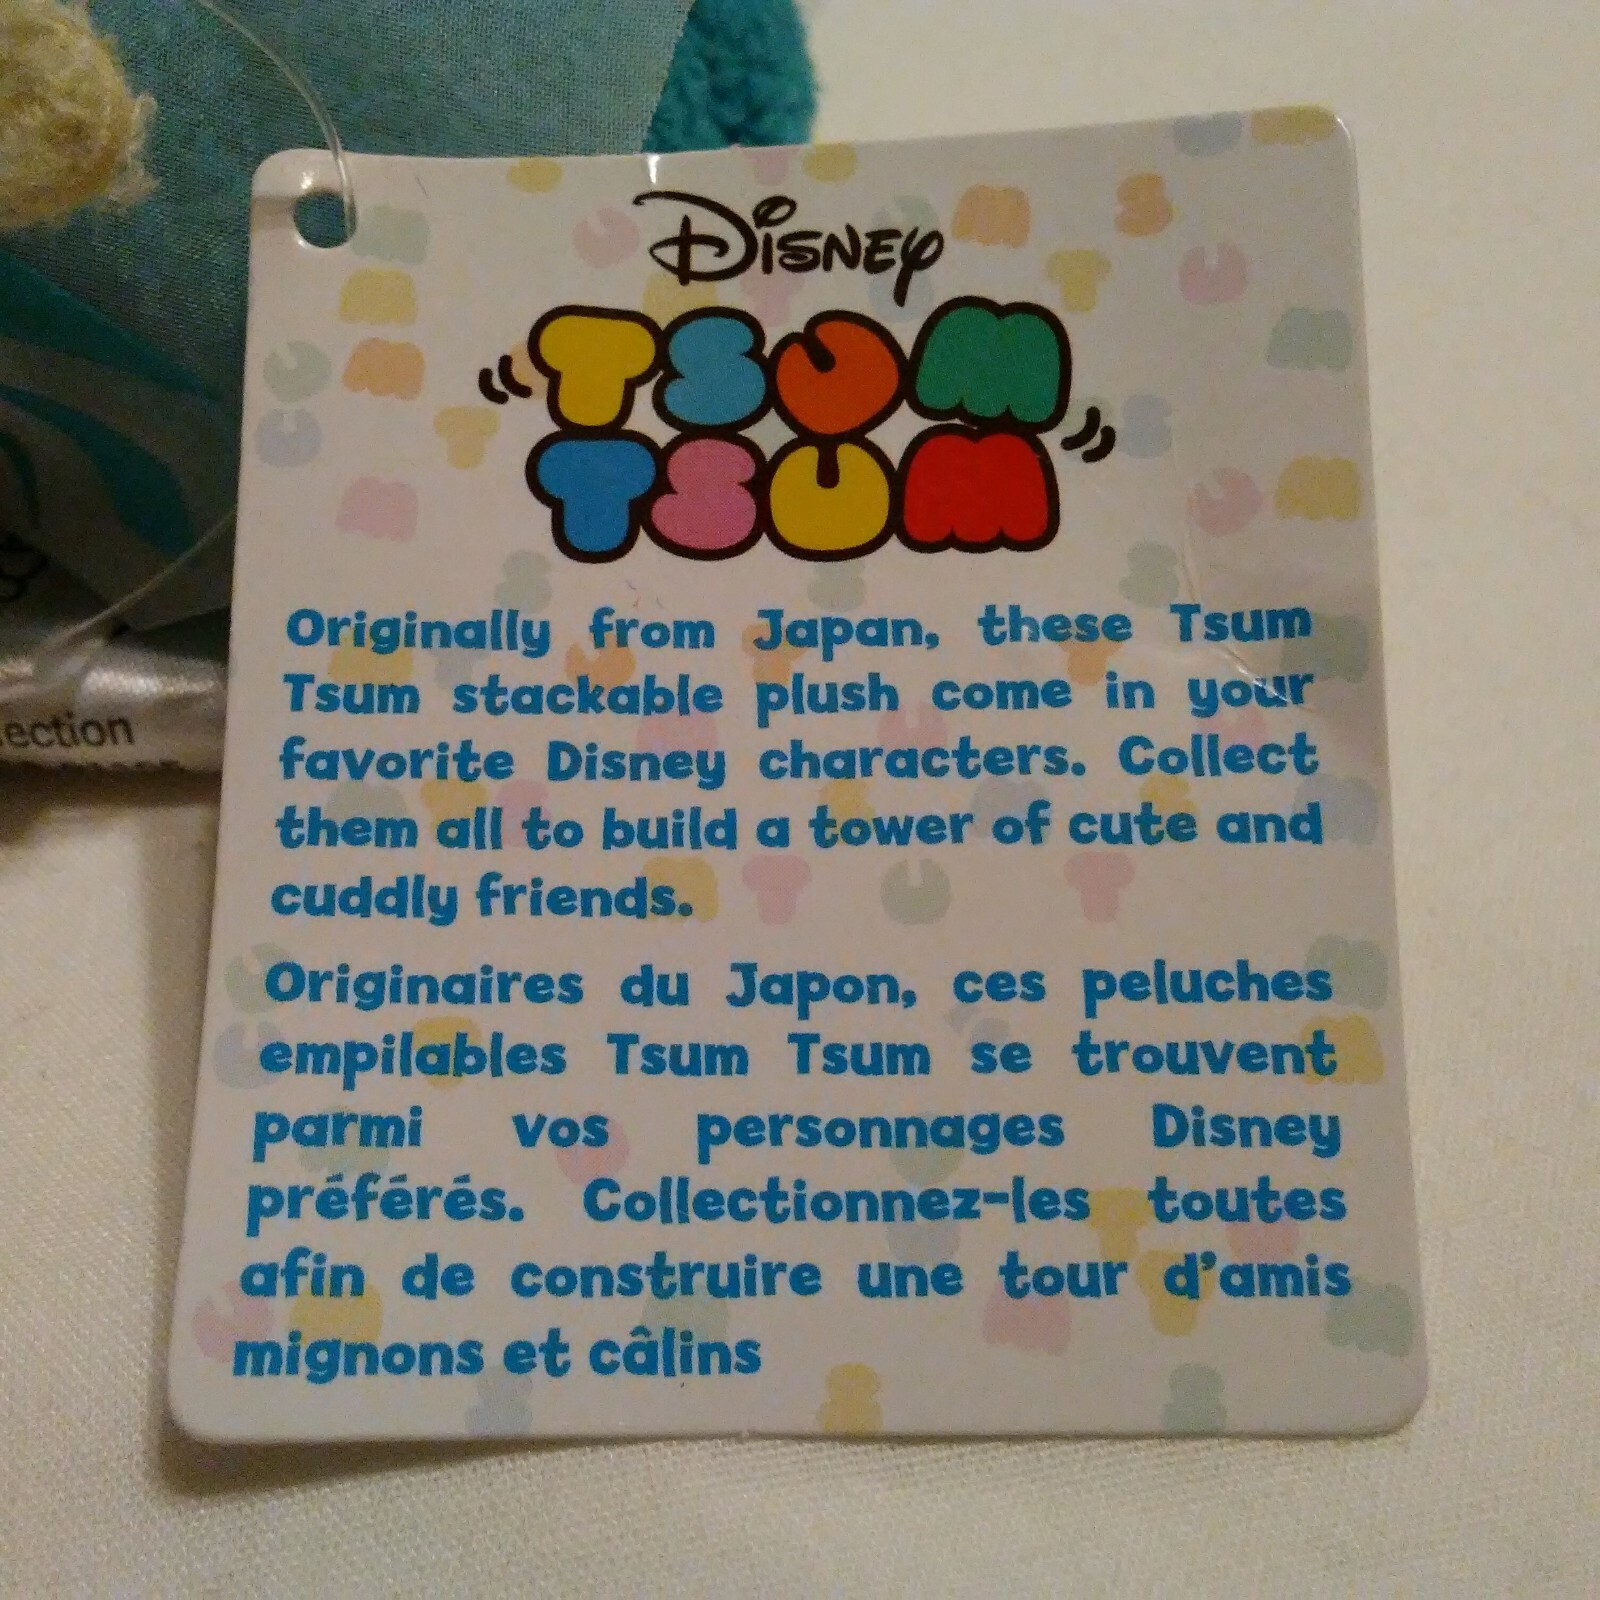 Disney
TSUM
TSUM
Originally from Japan, these Tsum
Tsum stackable plush come in your
favorite Disney characters. Collect
them all to build a tower of cute and
cuddly friends.
Originaires du Japon, ces peluches
empilables Tsum Tsum se trouvent
parmi vos personnages Disney
préférés. Collectionnez-les toutes
afin de construire une tour d'amis
mignons et câlins
ection